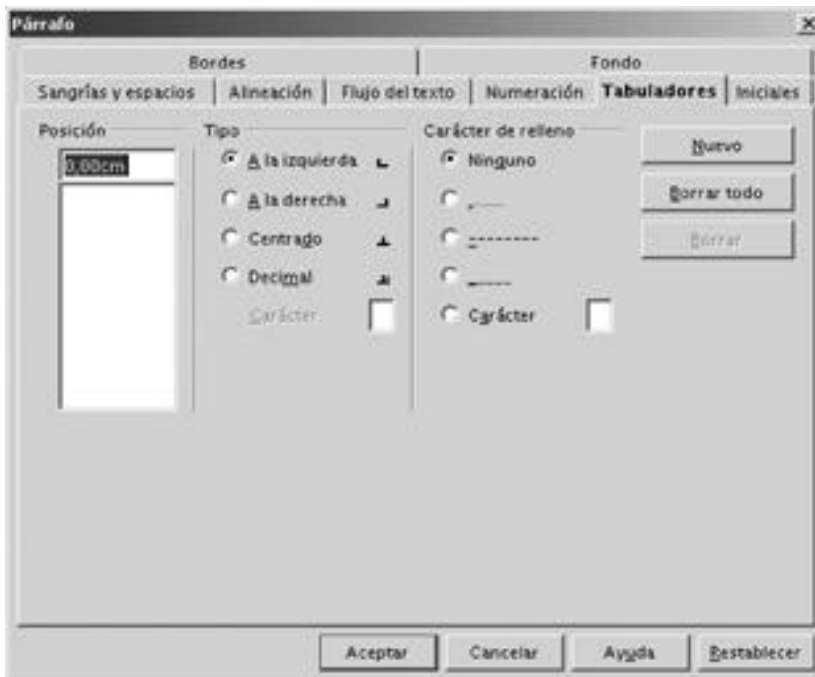 Párrafo
Bordes
Fondo
Sangrías y espacios
Alineación
Flujo del texto
Numeración
Tabuladores
Iniciales
Posición
0,00cm
Tipo
A la izquierda
A la derecha
Centrado
Decimal
Carácter
Carácter de relleno
Ninguno
Carácter
Nuevo
Borrar todo
Borrar
Aceptar
Cancelar
Ayuda
Restablecer